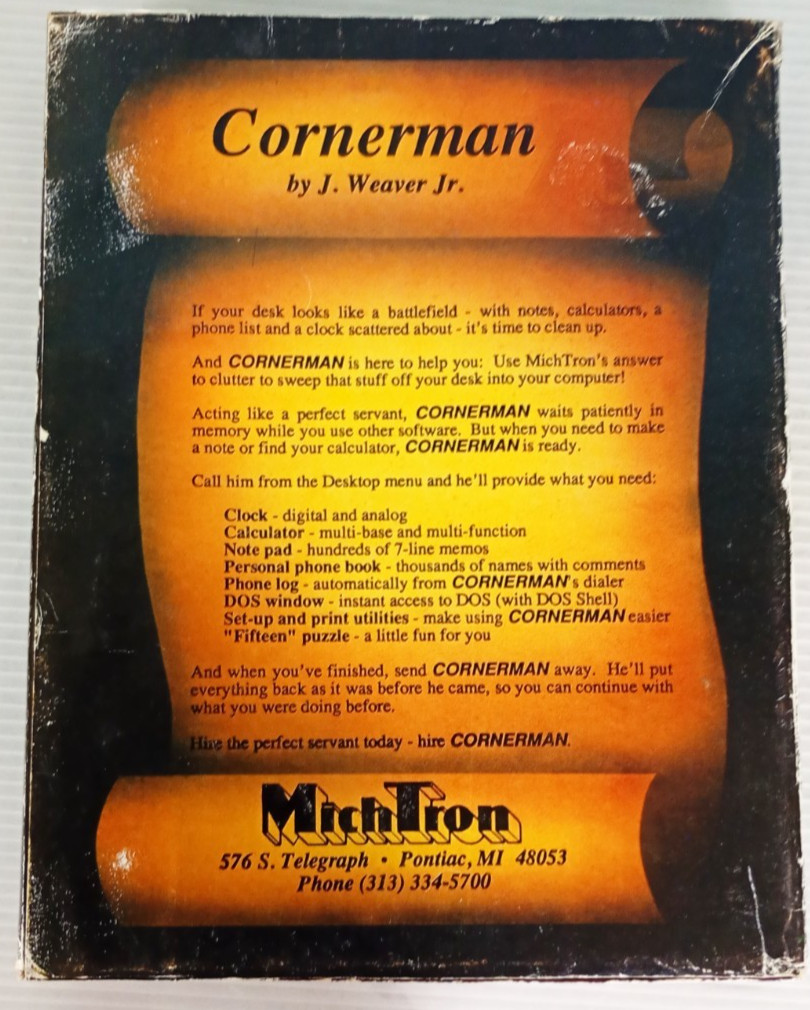 Cornerman
by J. Weaver Jr.
If your desk looks like a battlefield - with notes, calculators, a
phone list and a clock scattered about - it's time to clean up.
And CORNERMAN is here to help you: Use MichTron's answer
to clutter to sweep that stuff off your desk into your computer!
Acting like a perfect servant, CORNERMAN waits patiently in
memory while you use other software. But when you need to make
a note or find your calculator, CORNERMAN is ready.
Call him from the Desktop menu and he'll provide what you need:
Clock - digital and analog
Calculator - multi-base and multi-function
Note pad - hundreds of 7-line memos
Personal phone book - thousands of names with comments
Phone log - automatically from CORNERMAN's dialer
DOS window - instant access to DOS (with DOS Shell)
Set-up and print utilities - make using CORNERMAN easier
"Fifteen" puzzle - a little fun for you
And when you've finished, send CORNERMAN away. He'll put
everything back as it was before he came, so you can continue with
what you were doing before.
Hire the perfect servant today - hire CORNERMAN.
MichTron
576 S. Telegraph • Pontiac, MI 48053
Phone (313) 334-5700